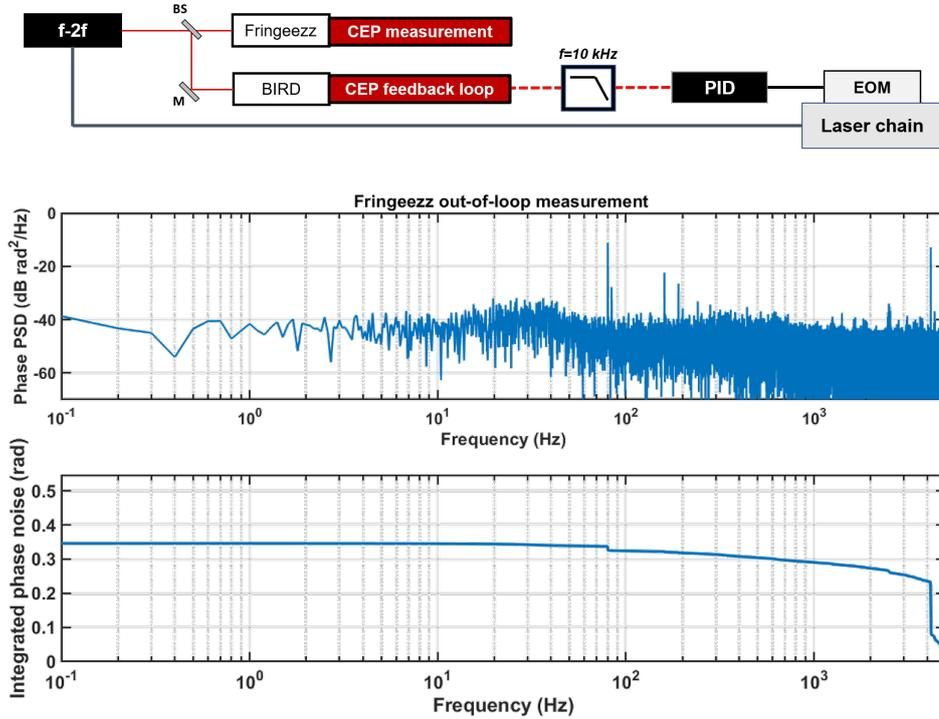 BS
f-2f
Fringeezz
CEP measurement
f=10 kHz
M
BIRD
CEP feedback loop
PID
EOM
Laser chain
Fringeezz out-of-loop measurement
Phase PSD (dB rad²/Hz)
0
-20
-40
-60
10⁻¹ 10⁰ 10¹ 10² 10³
Frequency (Hz)
Integrated phase noise (rad)
0.5
0.4
0.3
0.2
0.1
0
10⁻¹ 10⁰ 10¹ 10² 10³
Frequency (Hz)